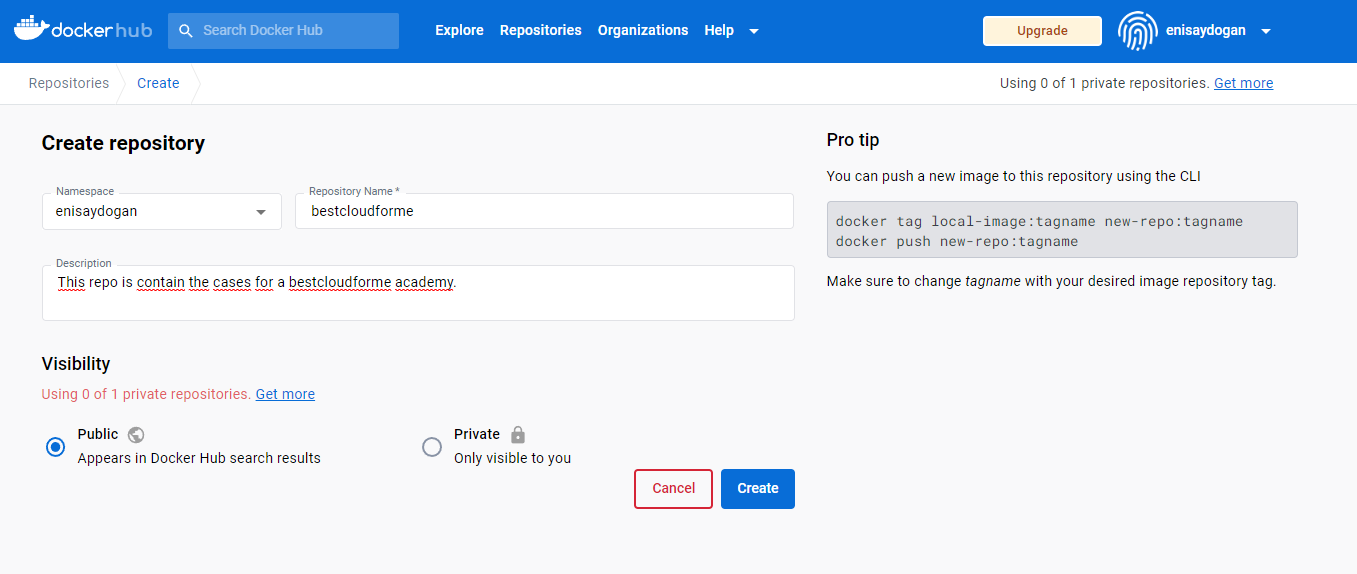 dockerhub Search Docker Hub Explore Repositories Organizations Help Upgrade enisaydogan
Repositories Create Using 0 of 1 private repositories. Get more
Create repository
Namespace
enisaydogan
Repository Name *
bestcloudforme
Description
This repo is contain the cases for a bestcloudforme academy.
Visibility
Using 0 of 1 private repositories. Get more
Public
Appears in Docker Hub search results
Private
Only visible to you
Cancel Create
Pro tip
You can push a new image to this repository using the CLI
docker tag local-image:tagname new-repo:tagname
docker push new-repo:tagname
Make sure to change tagname with your desired image repository tag.